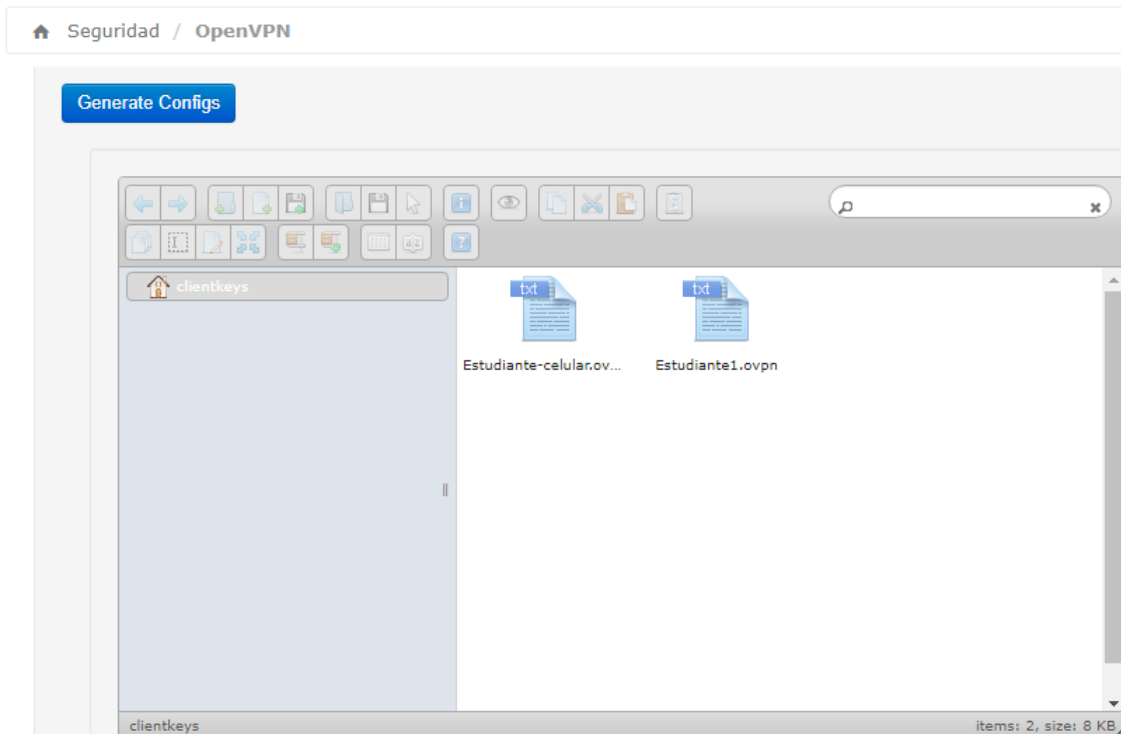 Seguridad / OpenVPN
Generate Configs
clientkeys
txt txt
Estudiante-celular.ov... Estudiante1.ovpn
clientkeys items: 2, size: 8 KB